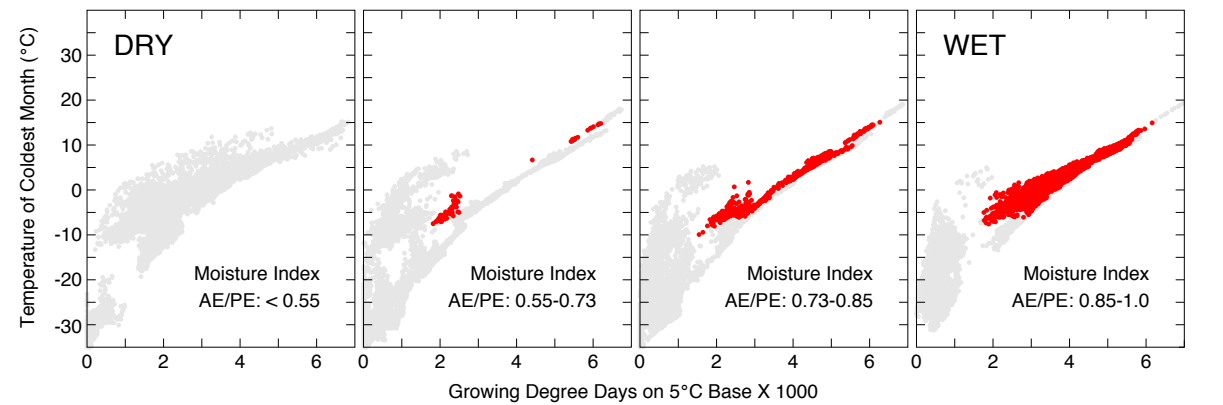 DRY
WET
Temperature of Coldest Month (°C)
30
20
10
0
-10
-20
-30
Moisture Index
AE/PE: < 0.55
Moisture Index
AE/PE: 0.55-0.73
Moisture Index
AE/PE: 0.73-0.85
Moisture Index
AE/PE: 0.85-1.0
0 2 4 6 0 2 4 6 0 2 4 6 0 2 4 6
Growing Degree Days on 5°C Base X 1000